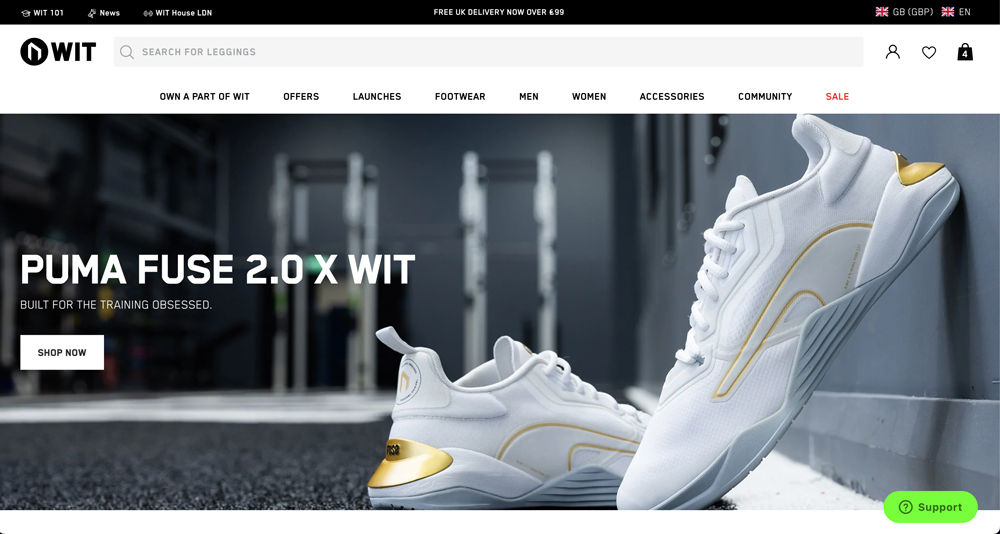 WIT 101
News
WIT House LDN
FREE UK DELIVERY NOW OVER £99
GB (GBP)
EN
WIT
SEARCH FOR LEGGINGS
4
OWN A PART OF WIT
OFFERS
LAUNCHES
FOOTWEAR
MEN
WOMEN
ACCESSORIES
COMMUNITY
SALE
PUMA FUSE 2.0 X WIT
BUILT FOR THE TRAINING OBSESSED.
SHOP NOW
FUSE
Support